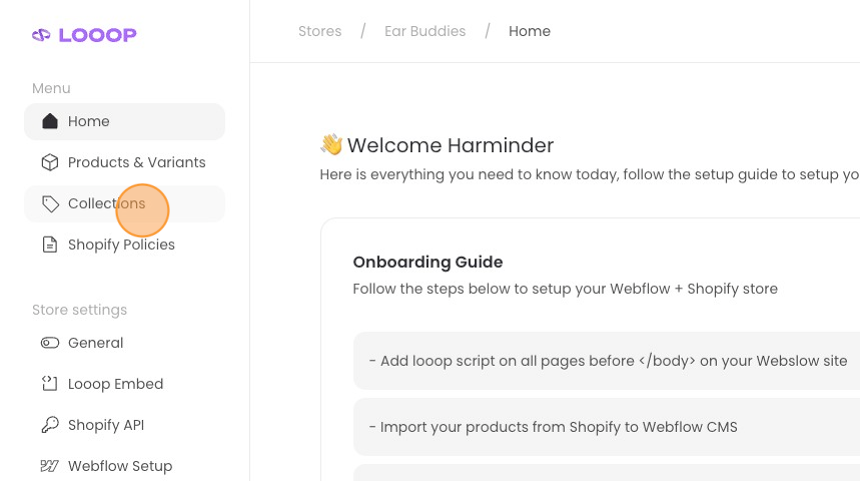 LOOOP
Stores / Ear Buddies / Home
Menu
Home
Products & Variants
Collections
Shopify Policies
Store settings
General
Looop Embed
Shopify API
Webflow Setup
👋 Welcome Harminder
Here is everything you need to know today, follow the setup guide to setup yo
Onboarding Guide
Follow the steps below to setup your Webflow + Shopify store
- Add looop script on all pages before </body> on your Webslow site
- Import your products from Shopify to Webflow CMS